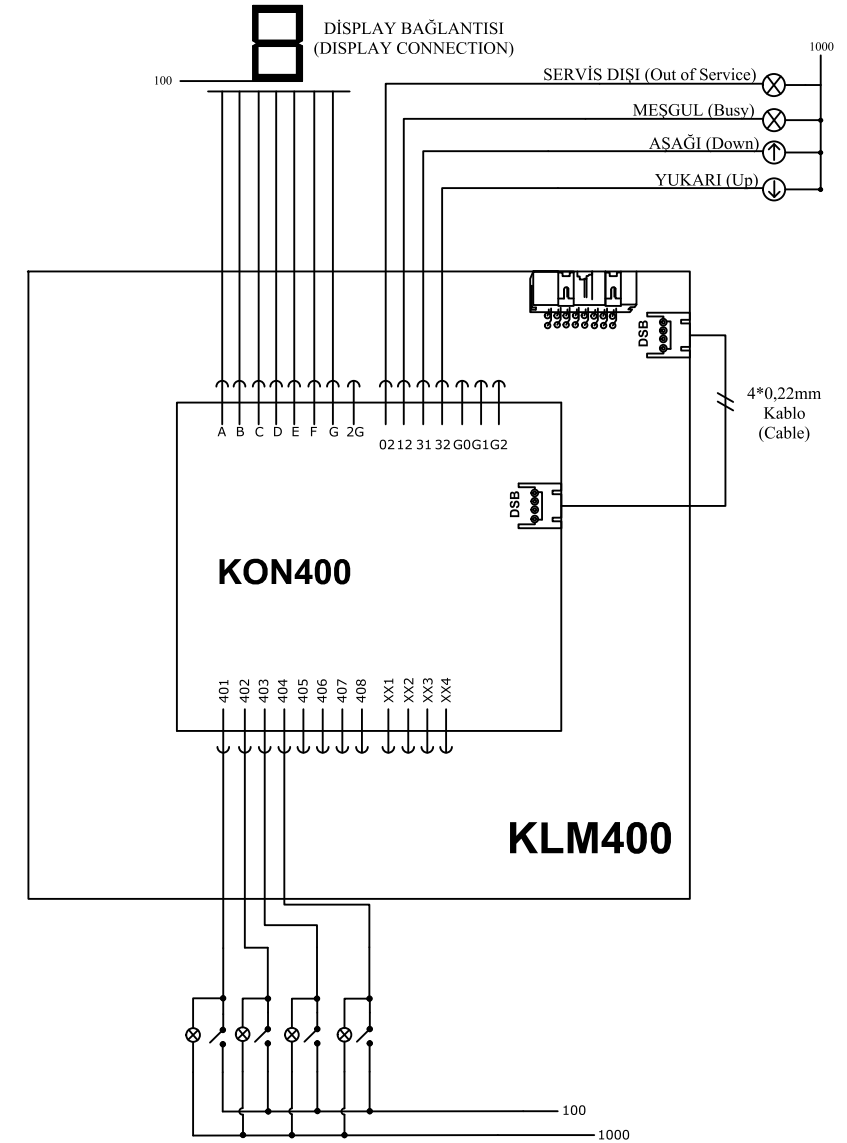 DİSPLAY BAĞLANTISI
(DISPLAY CONNECTION)
1000
100
SERVİS DIŞI (Out of Service)
MEŞGUL (Busy)
AŞAĞI (Down)
YUKARI (Up)
DSB
4*0,22mm
Kablo
(Cable)
A B C D E F G 2G
02 12 31 32 G0 G1 G2
DSB
KON400
401 402 403 404 405 406 407 408 XX1 XX2 XX3 XX4
KLM400
100
1000